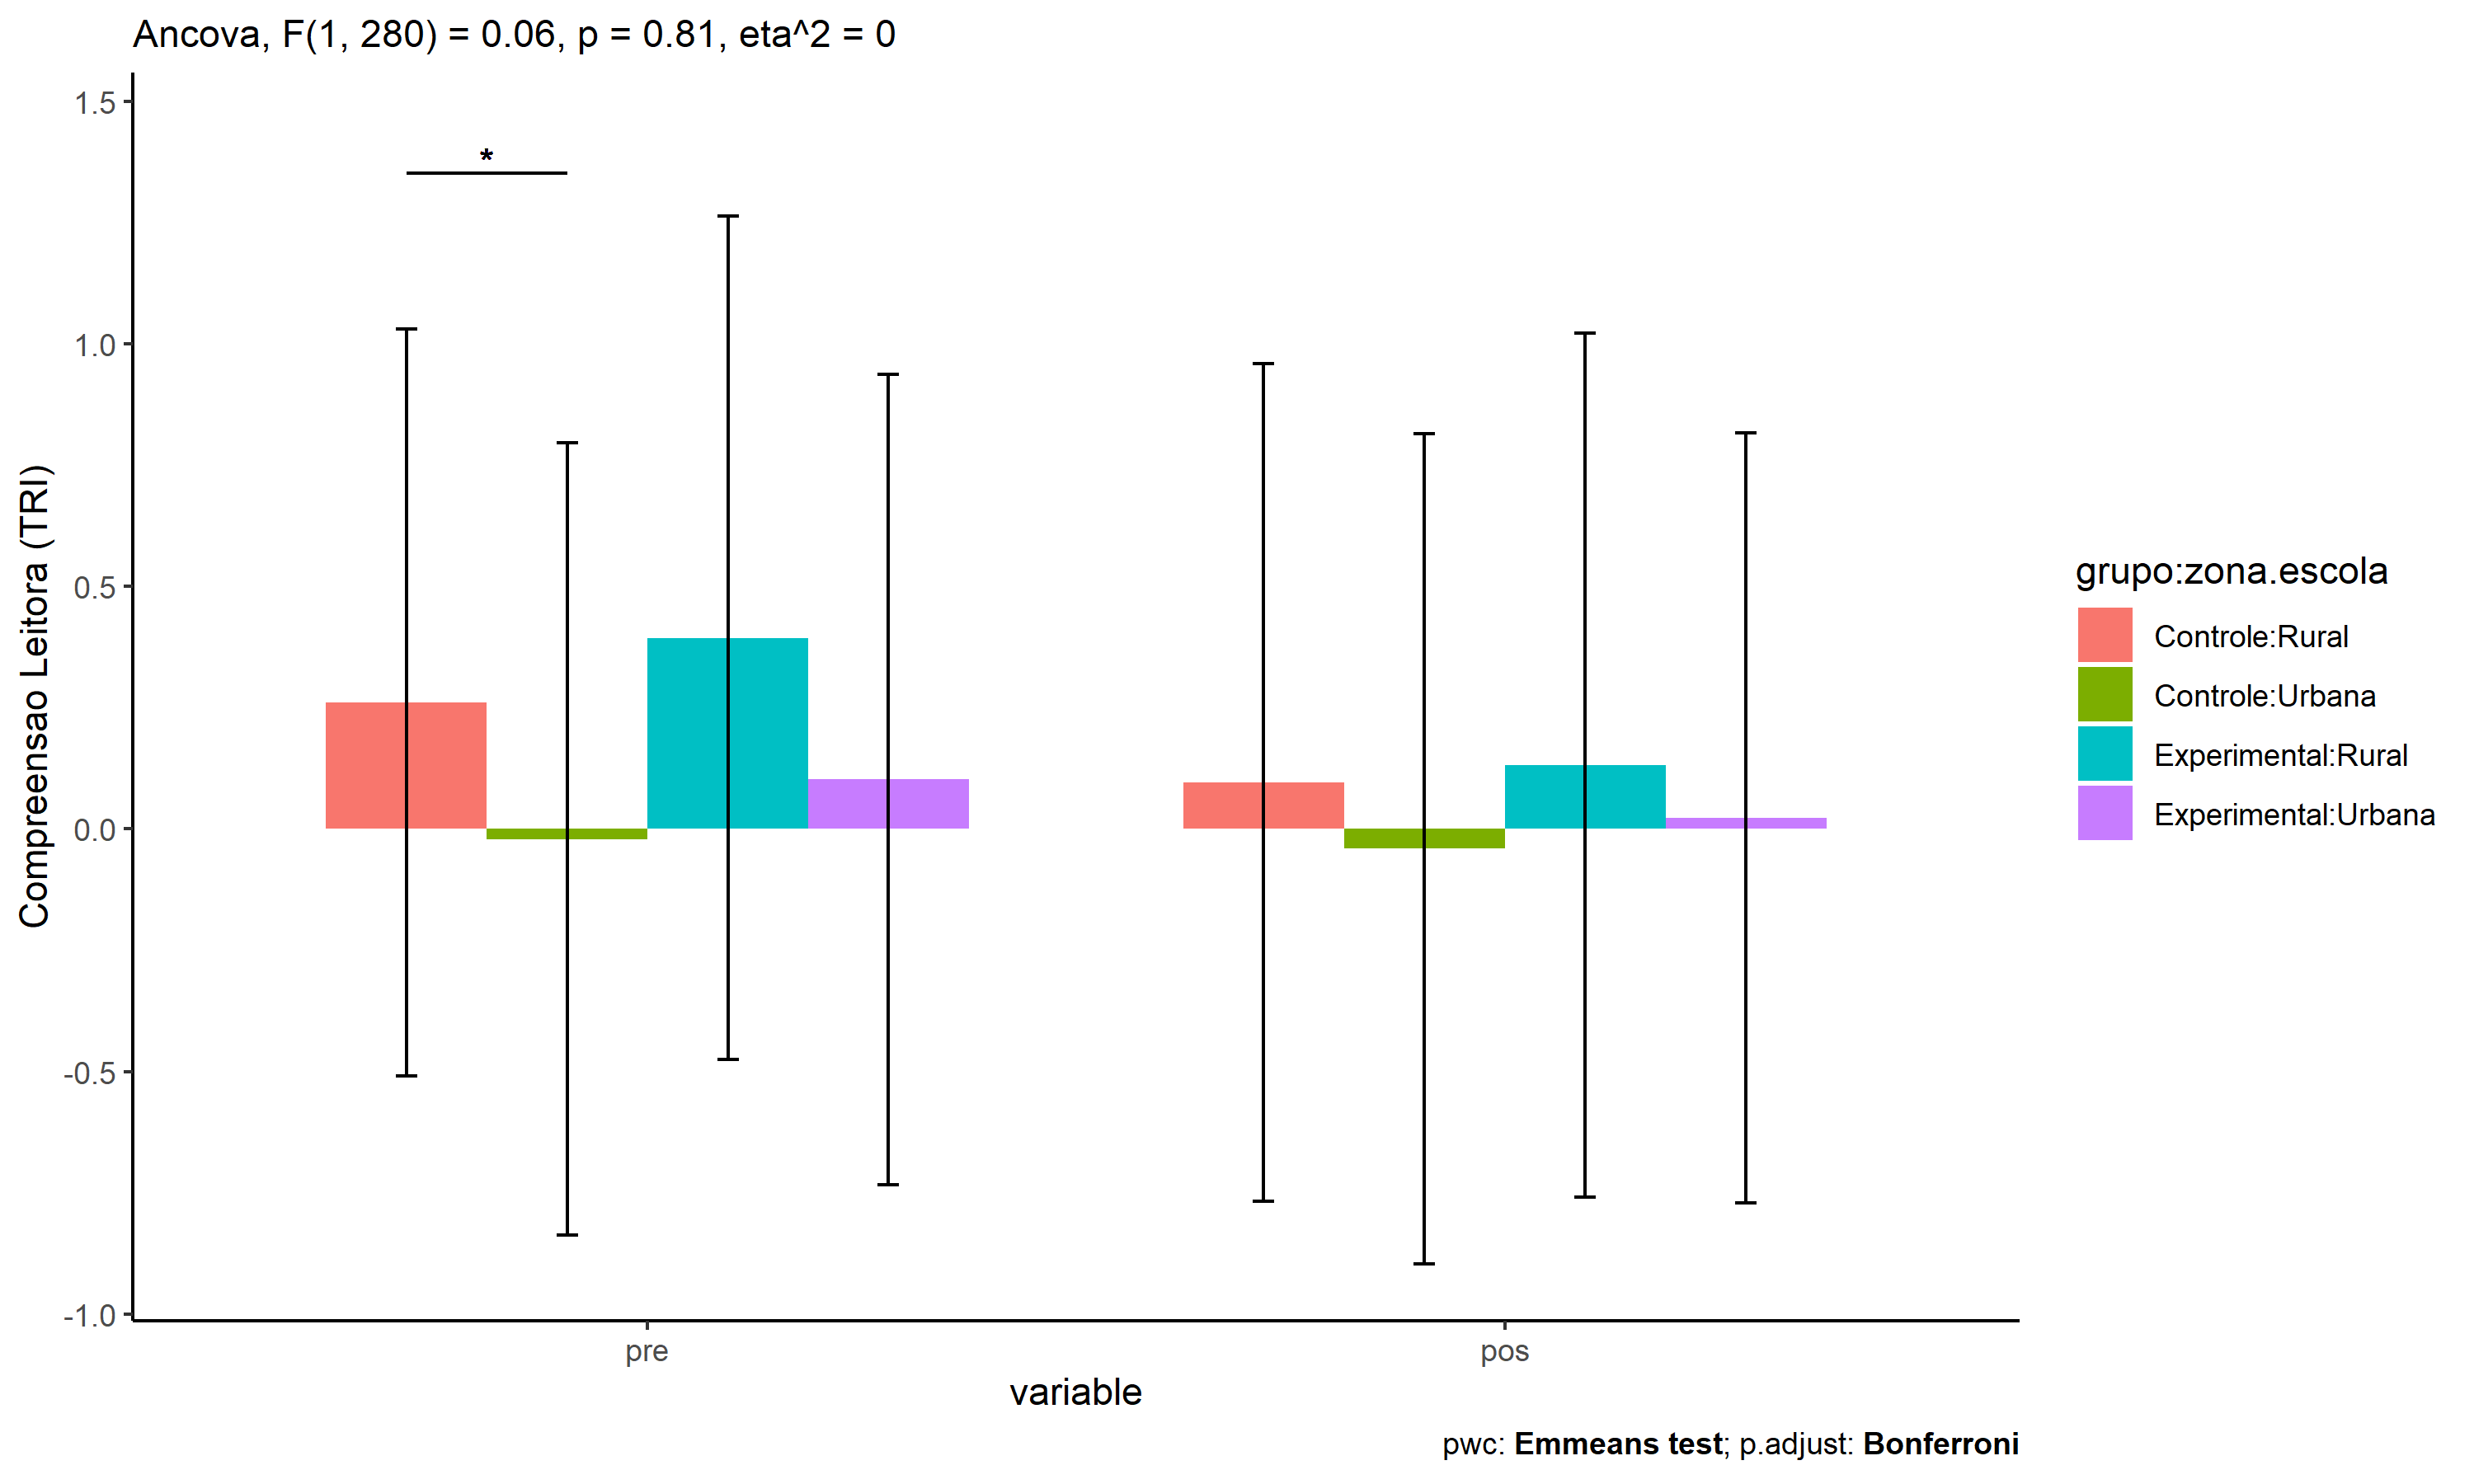 Ancova, F(1, 280) = 0.06, p = 0.81, eta^2 = 0
1.5
1.0
0.5
0.0
-0.5
-1.0
Compreensao Leitora (TRI)
*
pre
pos
variable
grupo:zona.escola
Controle:Rural
Controle:Urbana
Experimental:Rural
Experimental:Urbana
pwc: Emmeans test; p.adjust: Bonferroni